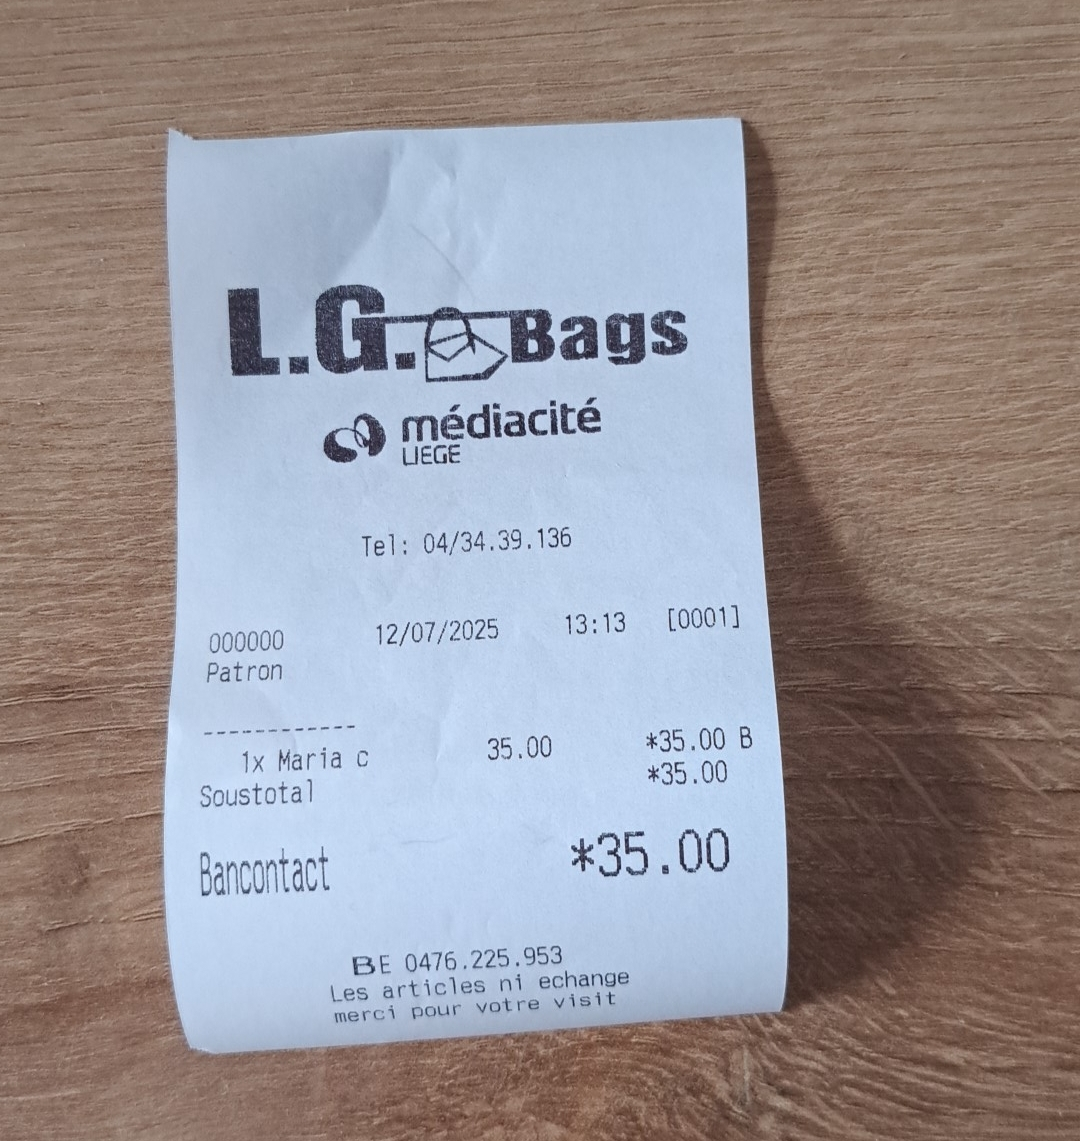 L.G. Bags
médiacité
LIEGE
Tel: 04/34.39.136
000000 12/07/2025 13:13 [0001]
Patron
------------
1x Maria c 35.00 *35.00 B
Soustotal *35.00
Bancontact *35.00
BE 0476.225.953
Les articles ni echange
merci pour votre visit